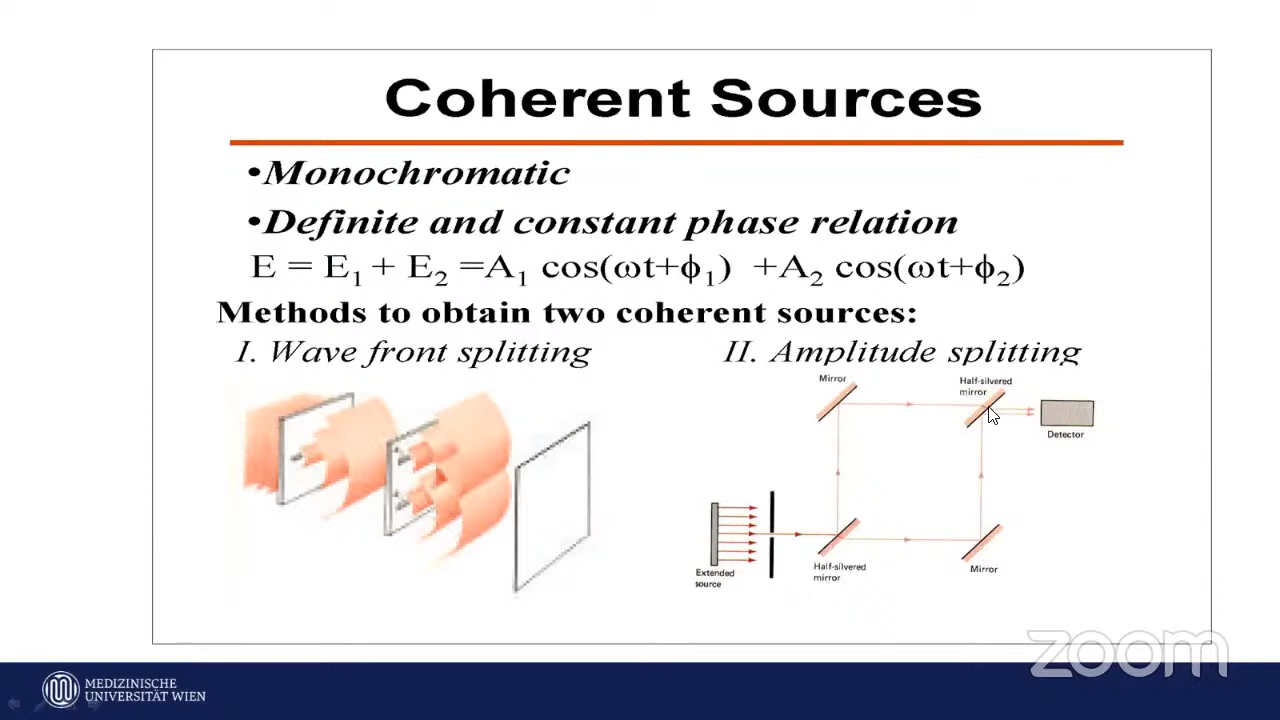 Coherent Sources
•Monochromatic
•Definite and constant phase relation
E = E₁ + E₂ =A₁ cos(ωt+ϕ₁) +A₂ cos(ωt+ϕ₂)
Methods to obtain two coherent sources:
I. Wave front splitting
II. Amplitude splitting
Mirror
Half-silvered
mirror
Detector
Extended
source
Half-silvered
mirror
Mirror
zoom
MEDIZINISCHE
UNIVERSITÄT WIEN